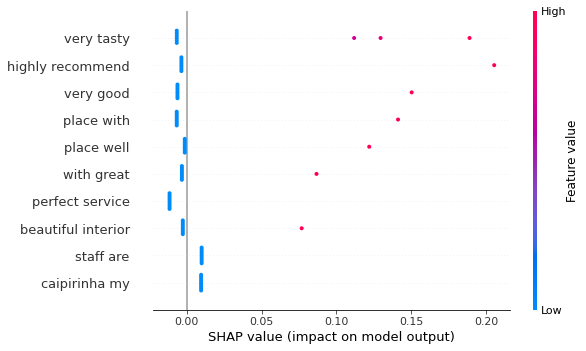 very tasty
highly recommend
very good
place with
place well
with great
perfect service
beautiful interior
staff are
caipirinha my
0.00 0.05 0.10 0.15 0.20
SHAP value (impact on model output)
High
Feature value
Low